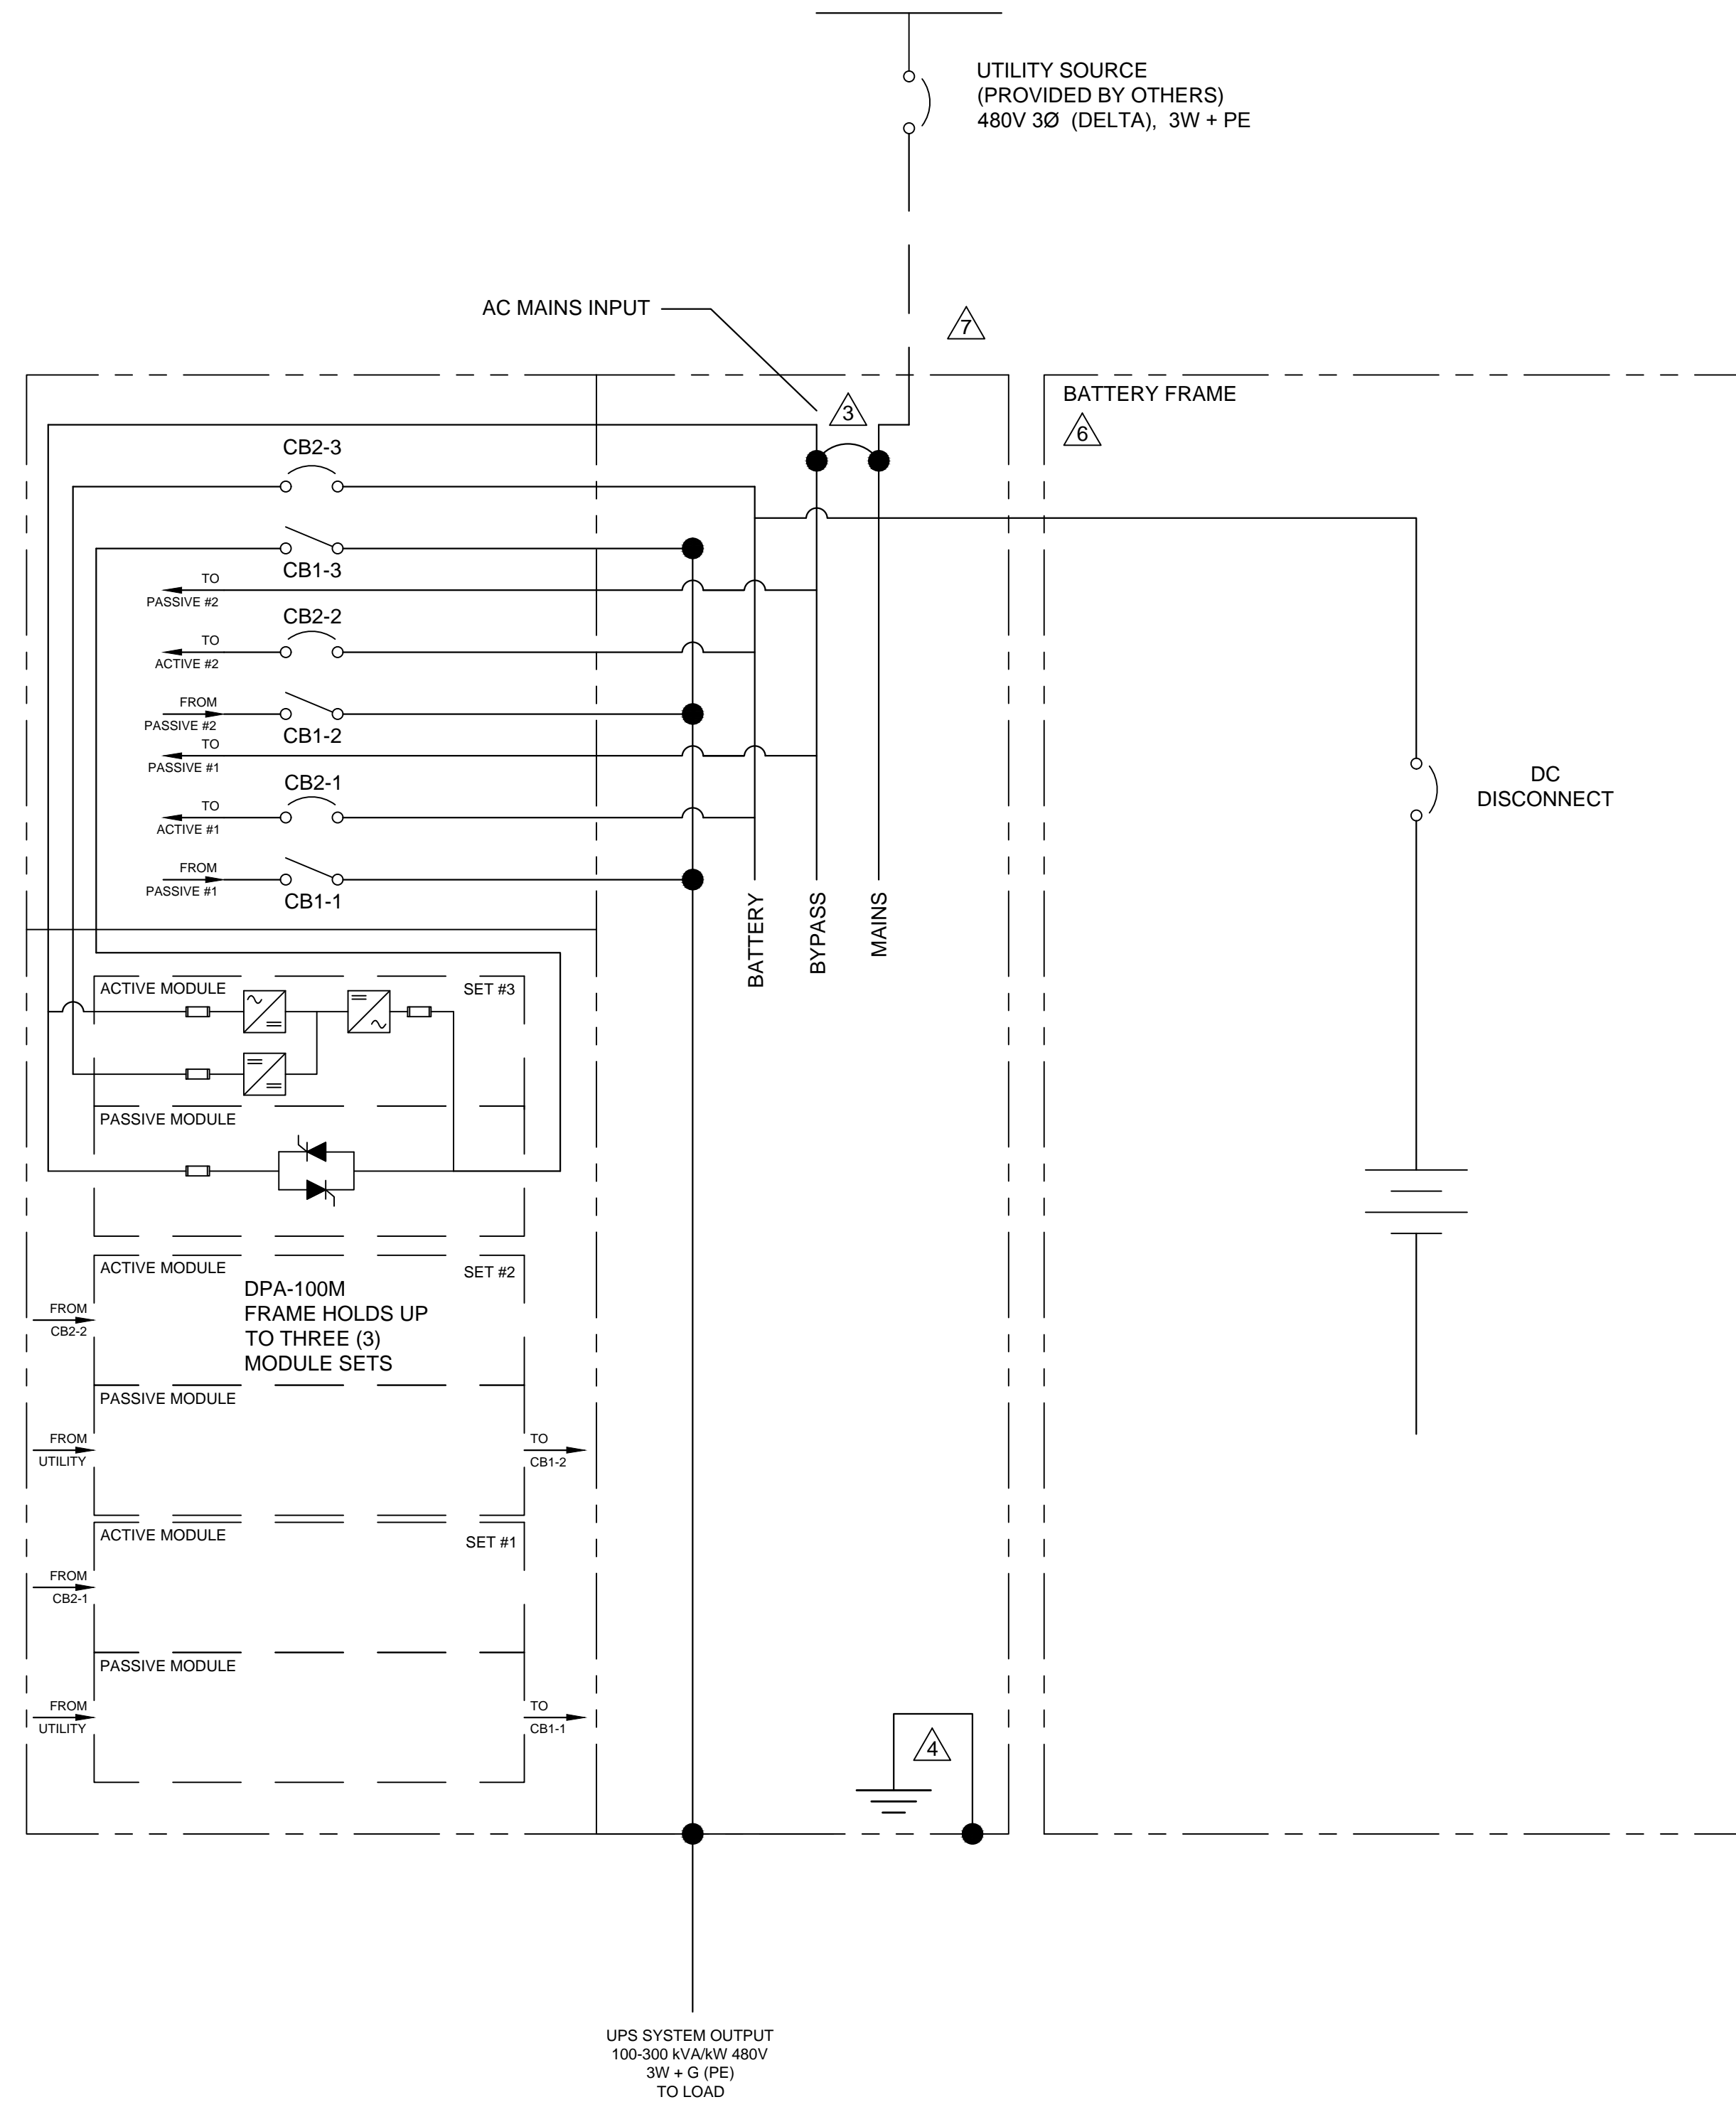 UTILITY SOURCE
(PROVIDED BY OTHERS)
480V 3Ø (DELTA), 3W + PE
AC MAINS INPUT
7
3
BATTERY FRAME
6
CB2-3
CB1-3
TO
PASSIVE #2
CB2-2
TO
ACTIVE #2
FROM
PASSIVE #2
CB1-2
TO
PASSIVE #1
CB2-1
TO
ACTIVE #1
FROM
PASSIVE #1
CB1-1
BATTERY
BYPASS
MAINS
DC
DISCONNECT
ACTIVE MODULE
SET #3
PASSIVE MODULE
ACTIVE MODULE
SET #2
DPA-100M
FRAME HOLDS UP
TO THREE (3)
MODULE SETS
FROM
CB2-2
PASSIVE MODULE
FROM
UTILITY
TO
CB1-2
ACTIVE MODULE
SET #1
FROM
CB2-1
PASSIVE MODULE
FROM
UTILITY
TO
CB1-1
4
UPS SYSTEM OUTPUT
100-300 kVA/kW 480V
3W + G (PE)
TO LOAD